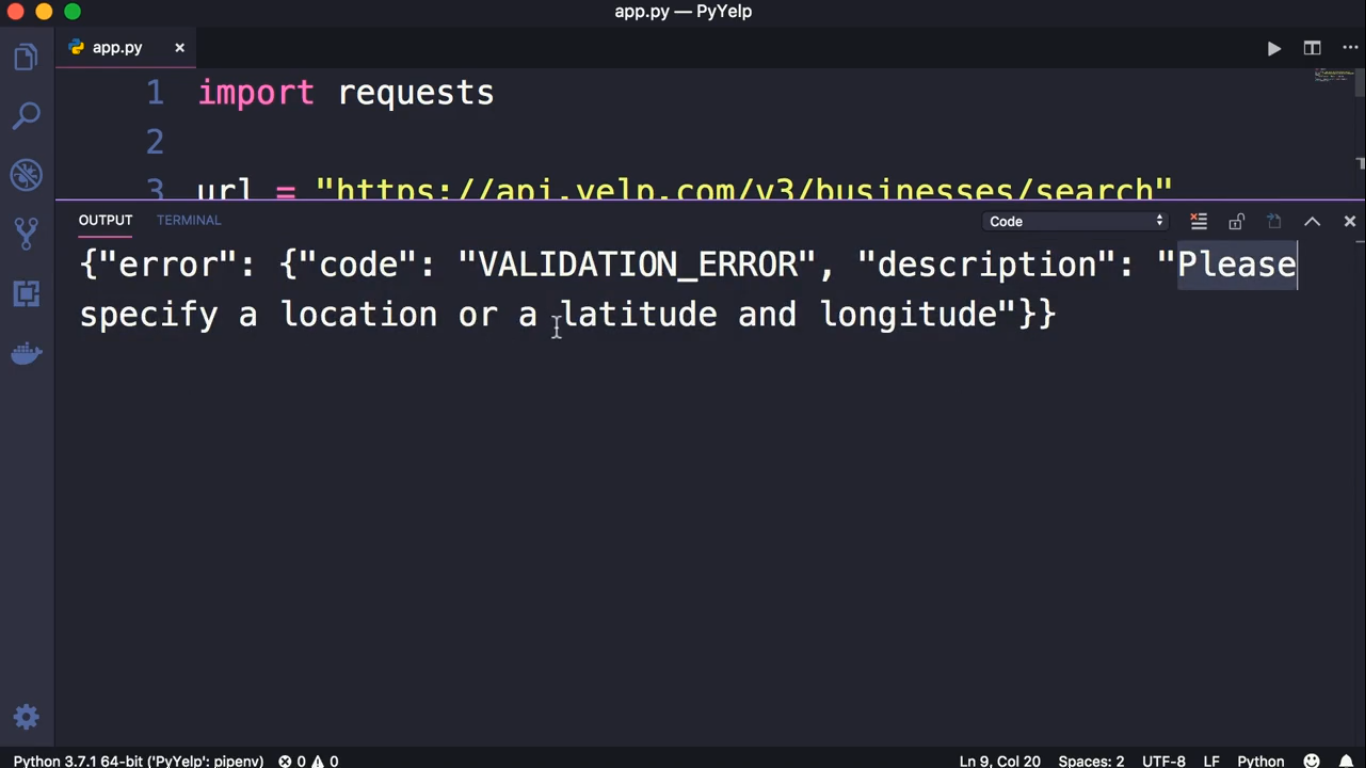 app.py — PyYelp
app.py
1 import requests
2
3 url = "https://api.yelp.com/v3/businesses/search"
OUTPUT TERMINAL Code
{"error": {"code": "VALIDATION_ERROR", "description": "Please
specify a location or a latitude and longitude"}}
Python 3.7.1 64-bit ('PyYelp': pipenv) 0 0 Ln 9, Col 20 Spaces: 2 UTF-8 LF Python